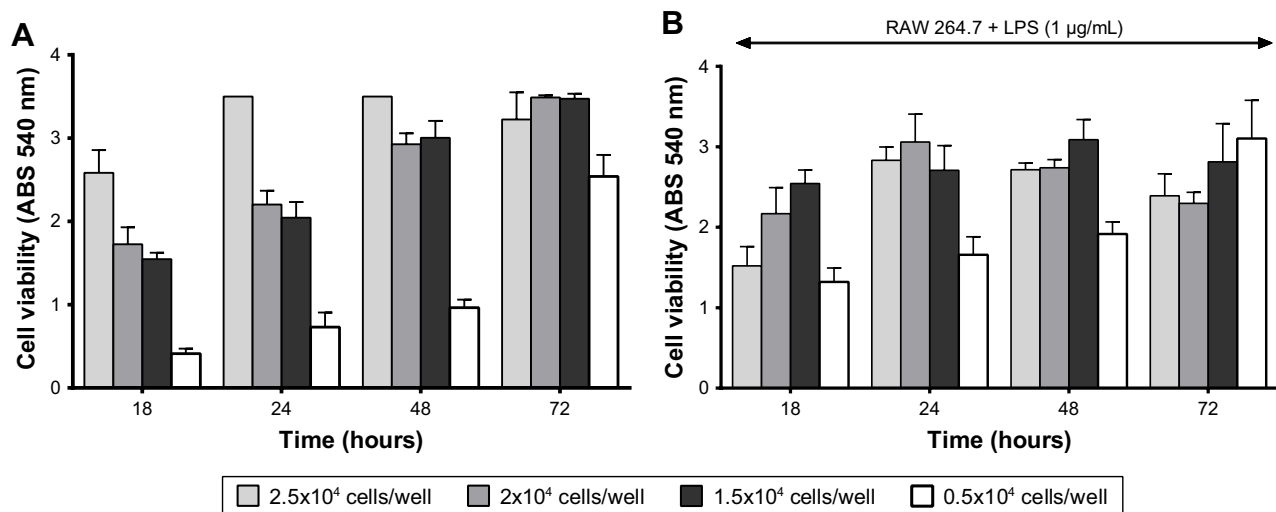 A
Cell viability (ABS 540 nm)
4
3
2
1
0
18 24 48 72
Time (hours)
B
RAW 264.7 + LPS (1 µg/mL)
Cell viability (ABS 540 nm)
4
3
2
1
0
18 24 48 72
Time (hours)
2.5x10⁴ cells/well 2x10⁴ cells/well 1.5x10⁴ cells/well 0.5x10⁴ cells/well